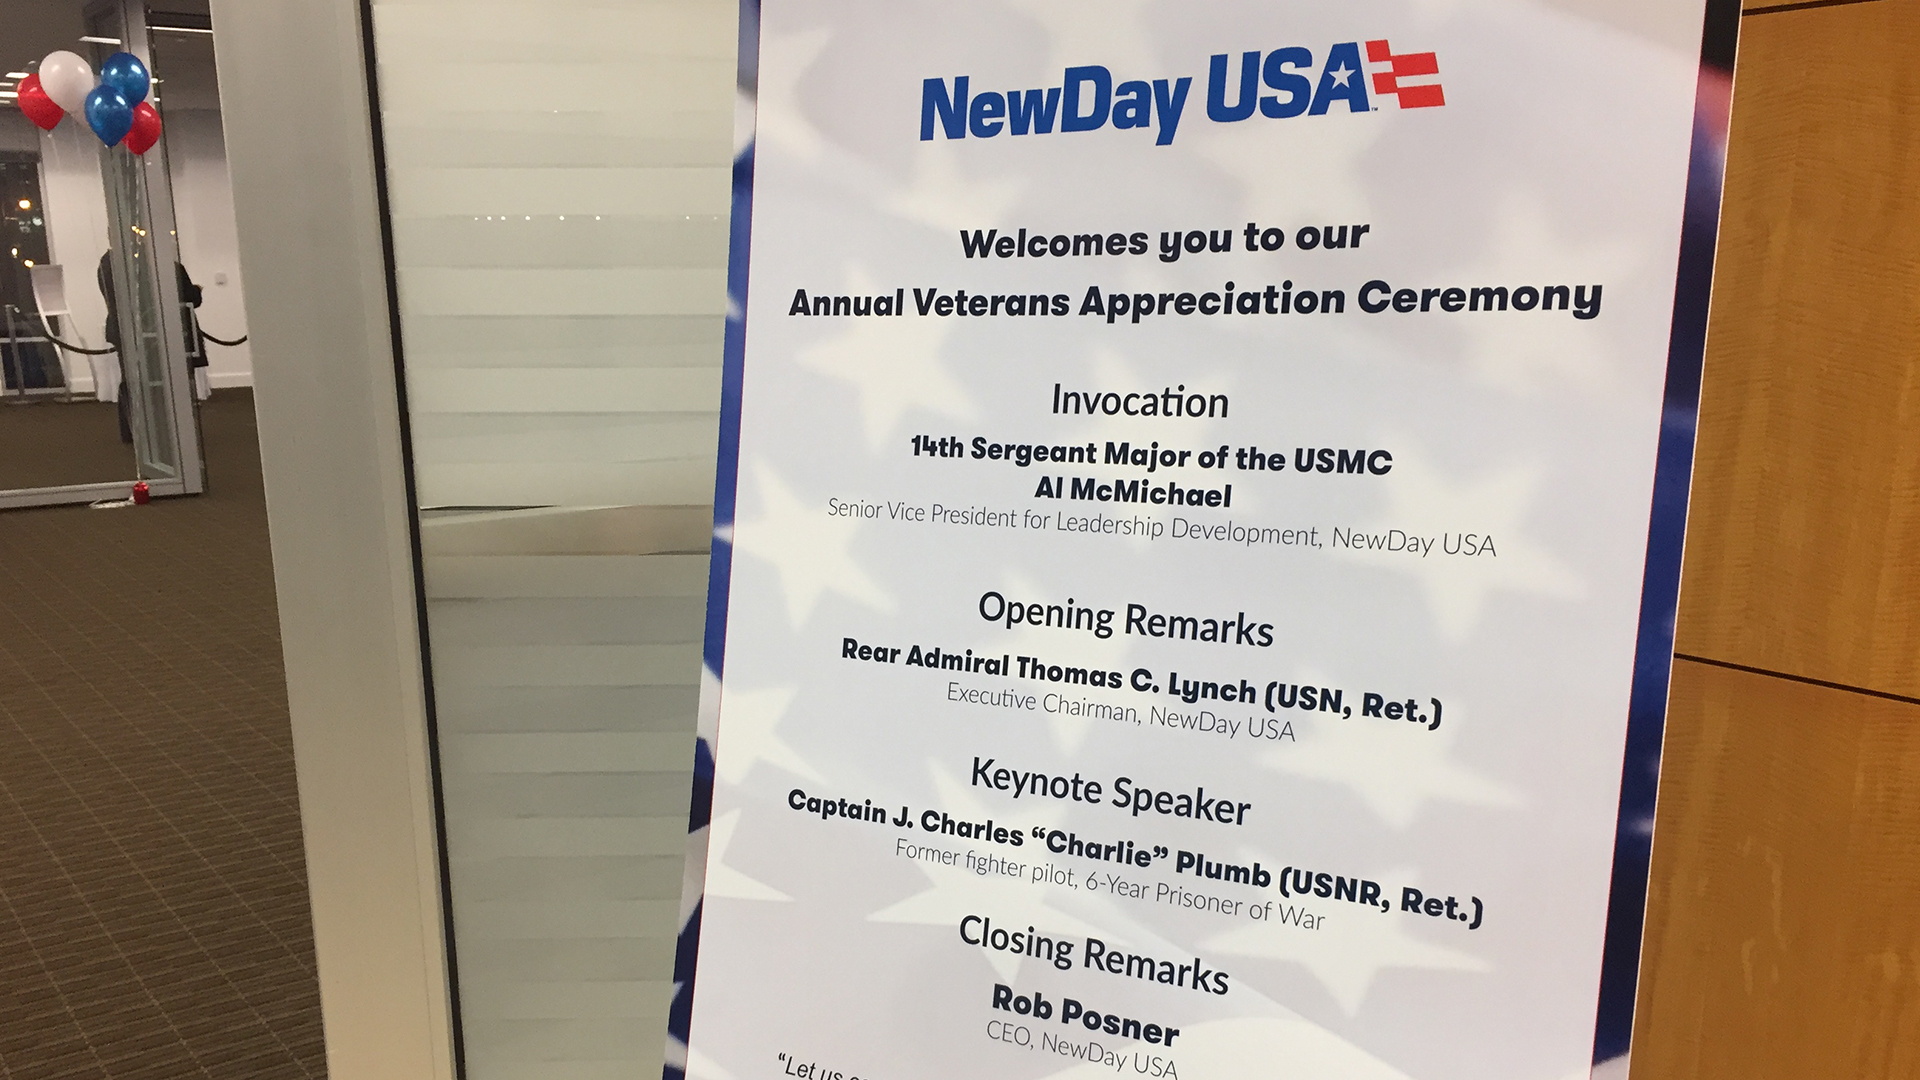 NewDay USA™
Welcomes you to our
Annual Veterans Appreciation Ceremony
Invocation
14th Sergeant Major of the USMC
Al McMichael
Senior Vice President for Leadership Development, NewDay USA
Opening Remarks
Rear Admiral Thomas C. Lynch (USN, Ret.)
Executive Chairman, NewDay USA
Keynote Speaker
Captain J. Charles “Charlie” Plumb (USNR, Ret.)
Former fighter pilot, 6-Year Prisoner of War
Closing Remarks
Rob Posner
CEO, NewDay USA
“Let us